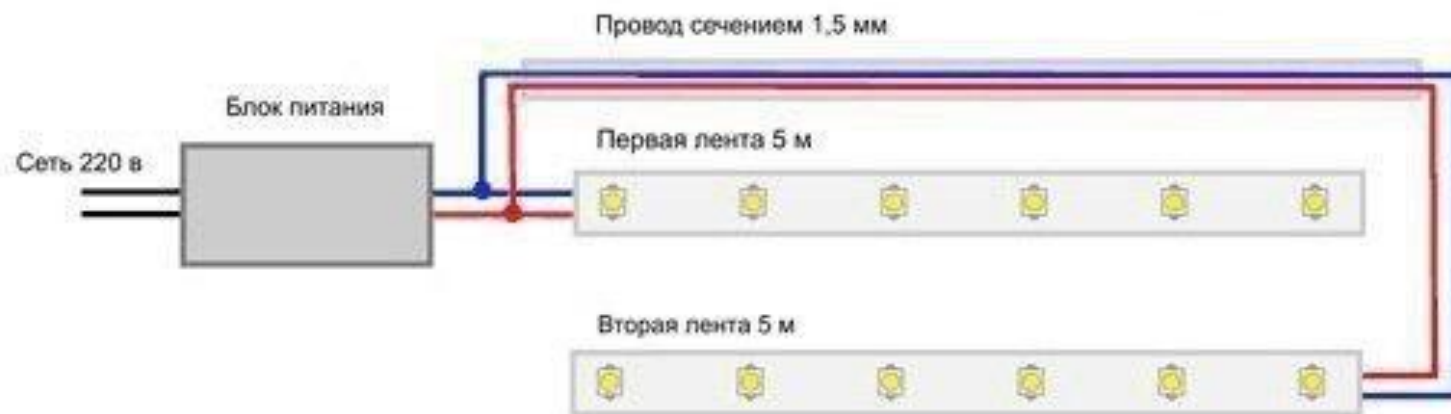 Провод сечением 1,5 мм
Блок питания
Первая лента 5 м
Сеть 220 в
Вторая лента 5 м